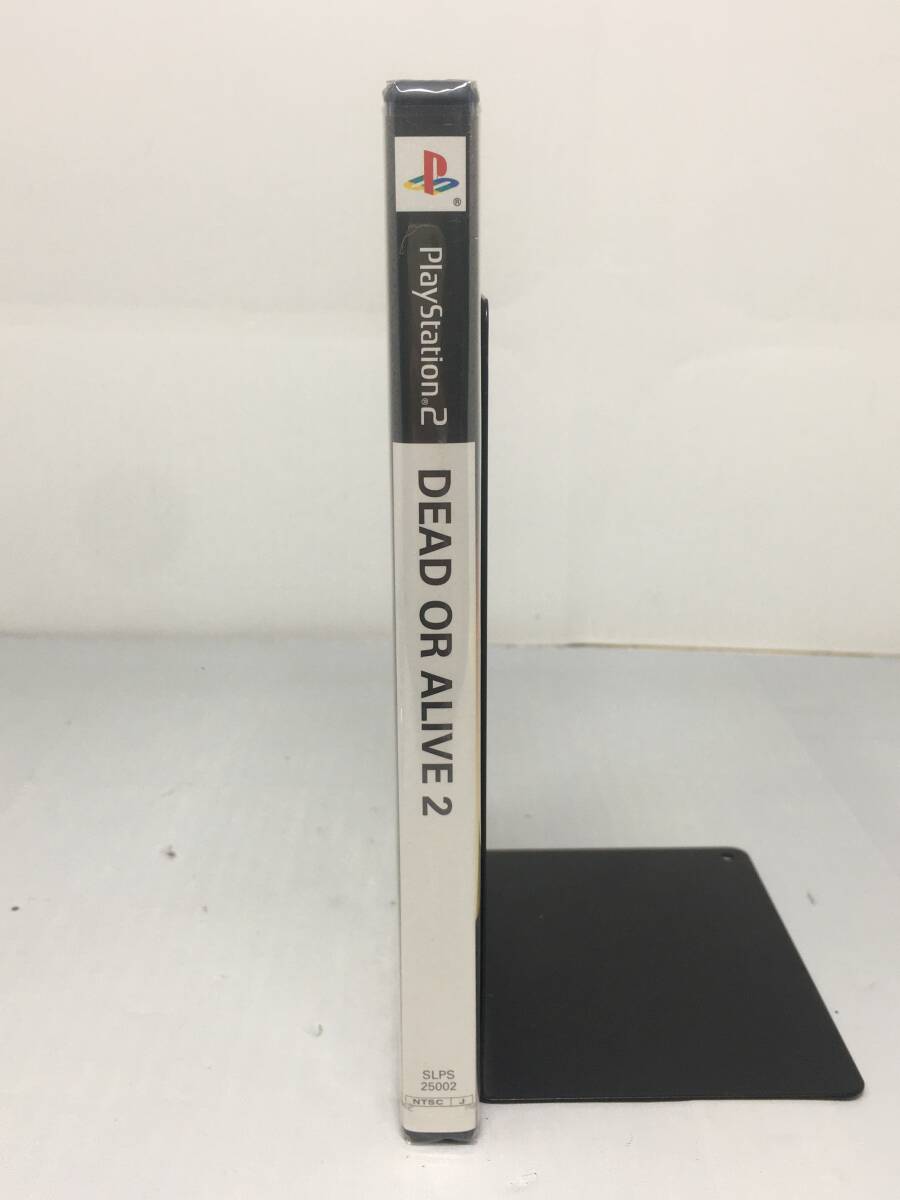 ®
PlayStation®2
DEAD OR ALIVE 2
SLPS
25002
NTSC J